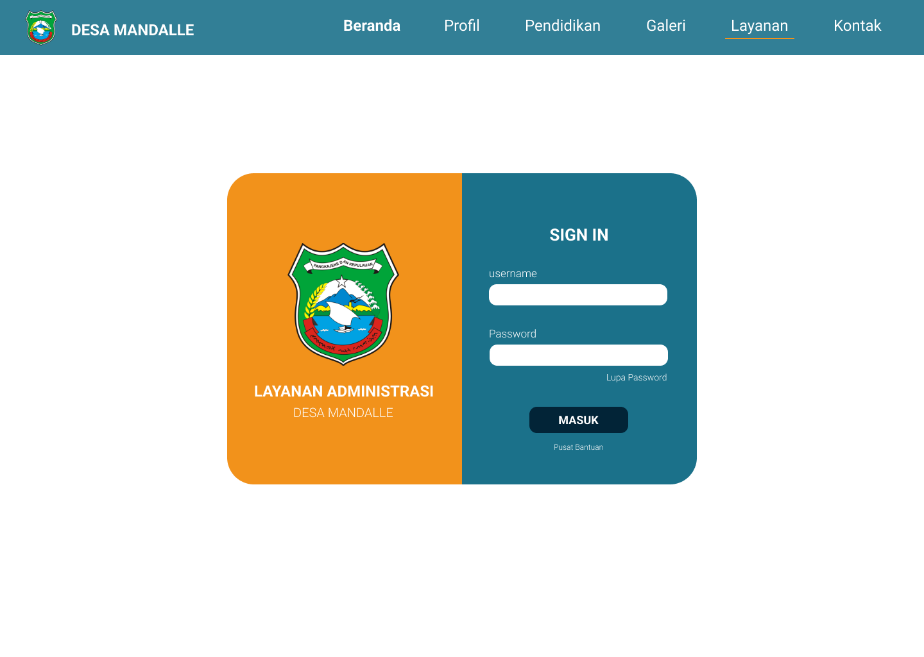 DESA MANDALLE
Beranda
Profil
Pendidikan
Galeri
Layanan
Kontak
LAYANAN ADMINISTRASI
DESA MANDALLE
SIGN IN
username
Password
Lupa Password
MASUK
Pusat Bantuan